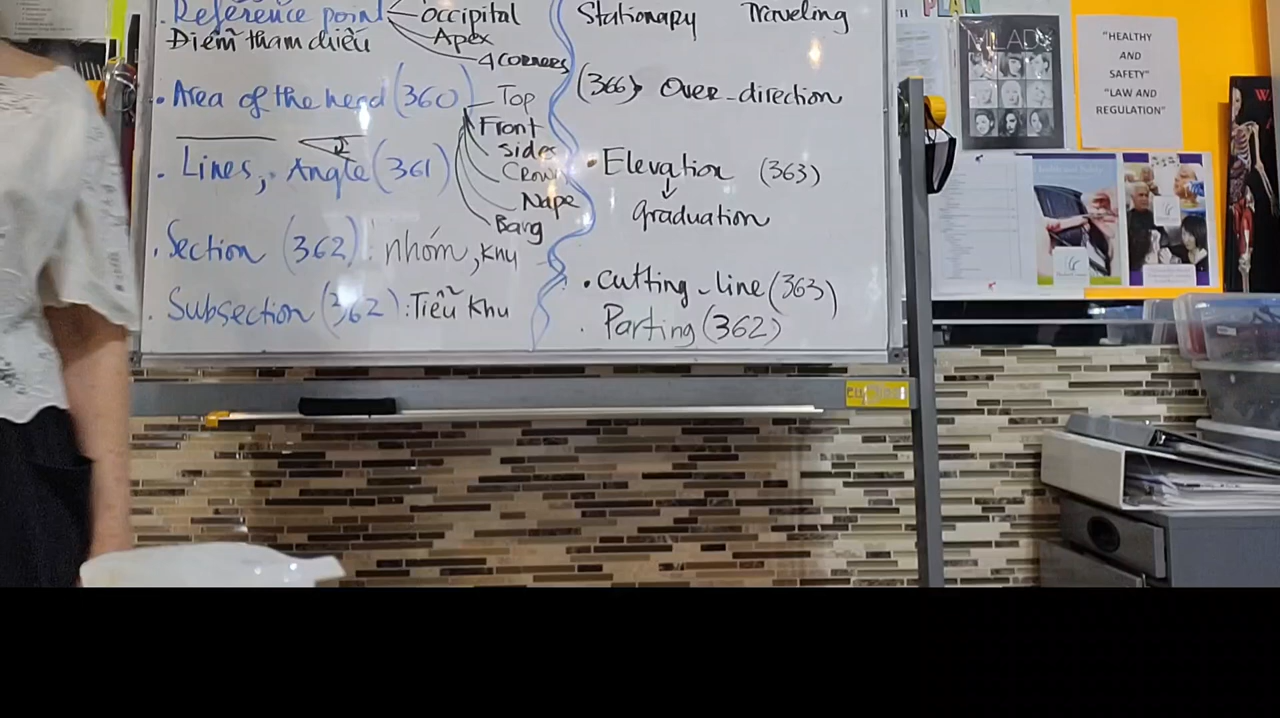 . Reference point
Điểm tham chiếu
occipital
Apex
4 corners
. Area of the head (360)
Top
Front
sides
Crown
Nape
Bang
. Lines, . Angle (361)
. Section (362) : nhóm, khu
. Subsection (362) : Tiểu khu
Stationary Traveling
(366) Over-direction
. Elevation (363)
graduation
. cutting-line (363)
. Parting (362)
PLAN
MILADY
"HEALTHY
AND
SAFETY"
"LAW AND
REGULATION"